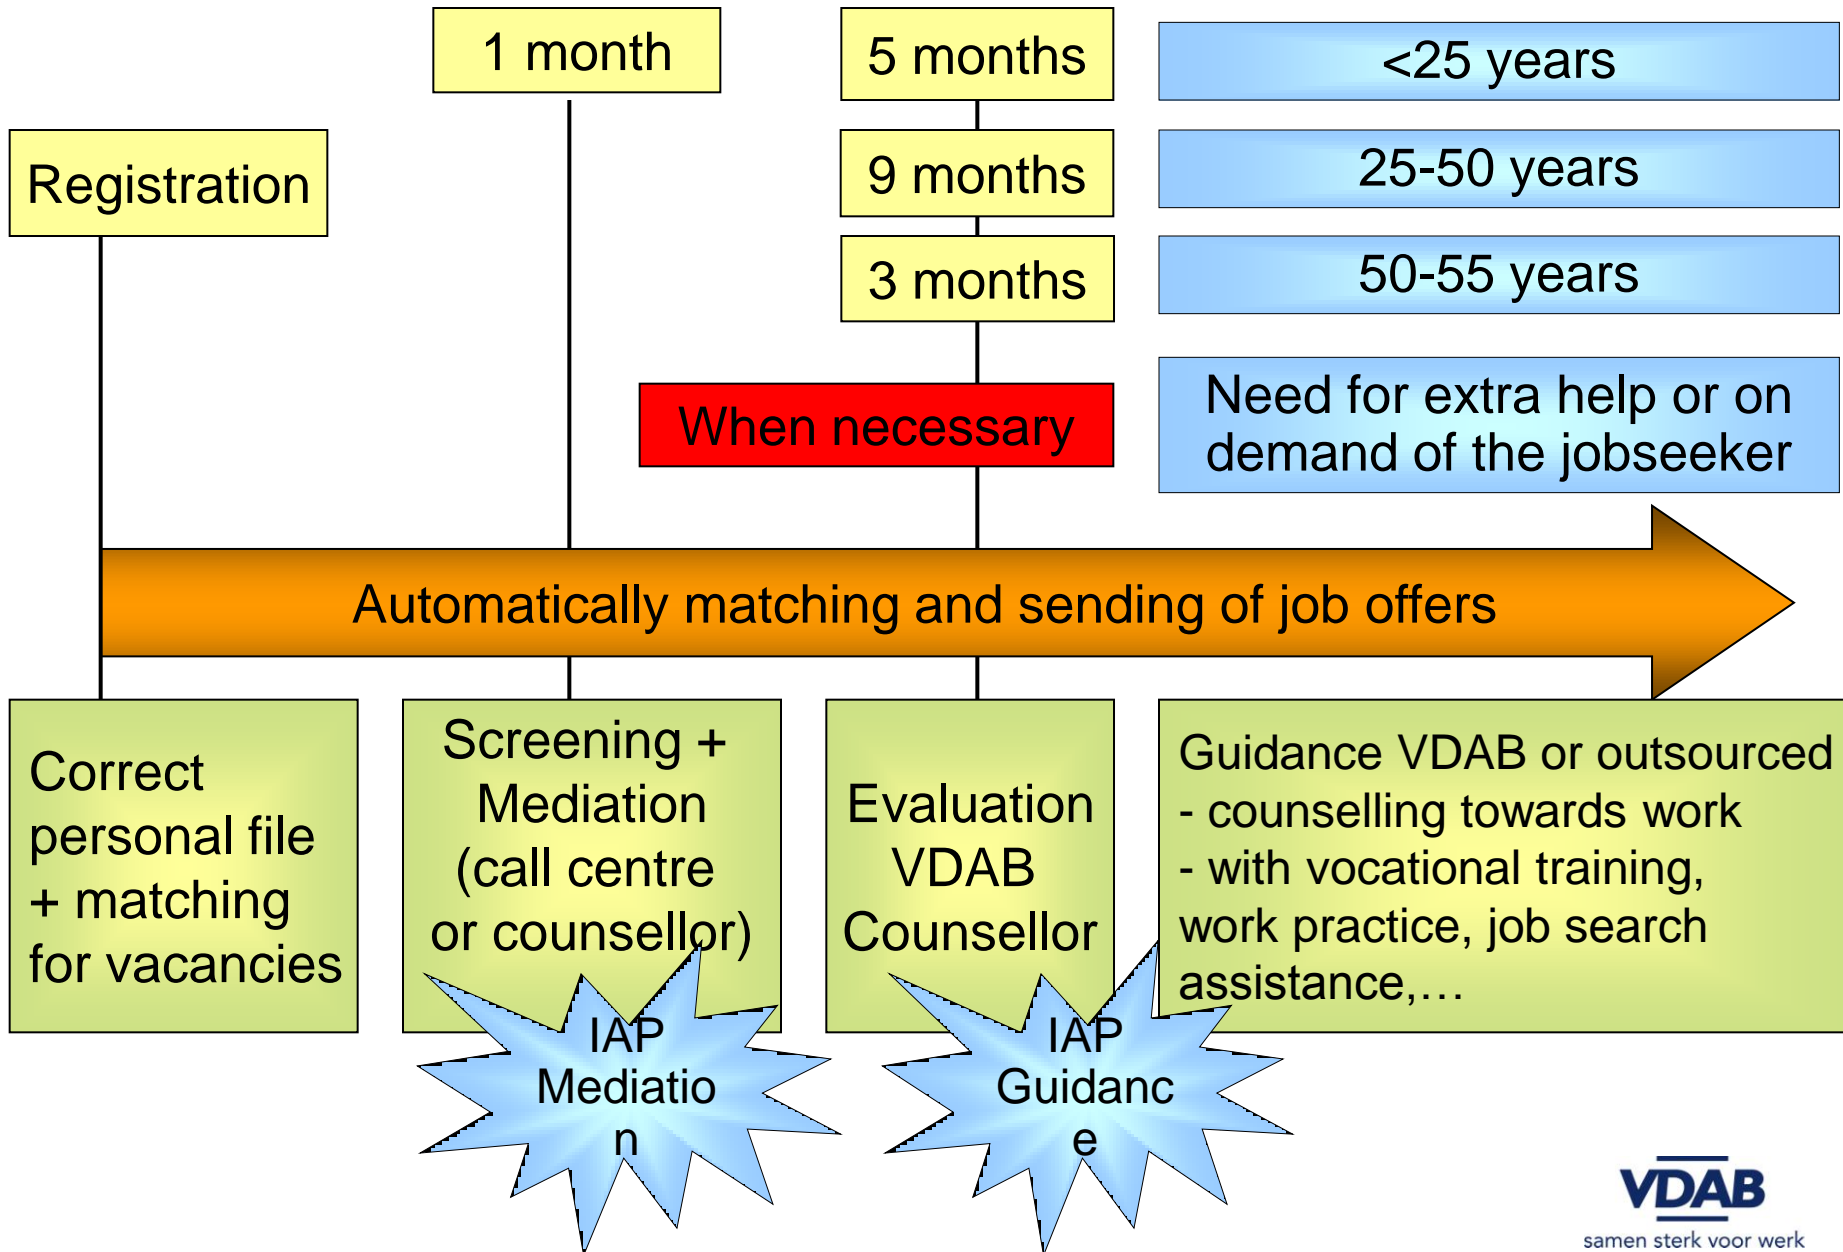 1 month
5 months
<25 years
Registration
9 months
25-50 years
3 months
50-55 years
When necessary
Need for extra help or on
demand of the jobseeker
Automatically matching and sending of job offers
Correct
personal file
+ matching
for vacancies
Screening +
Mediation
(call centre
or counsellor)
Evaluation
VDAB
Counsellor
Guidance VDAB or outsourced
- counselling towards work
- with vocational training,
work practice, job search
assistance,…
IAP
Mediatio
n
IAP
Guidanc
e
VDAB
samen sterk voor werk